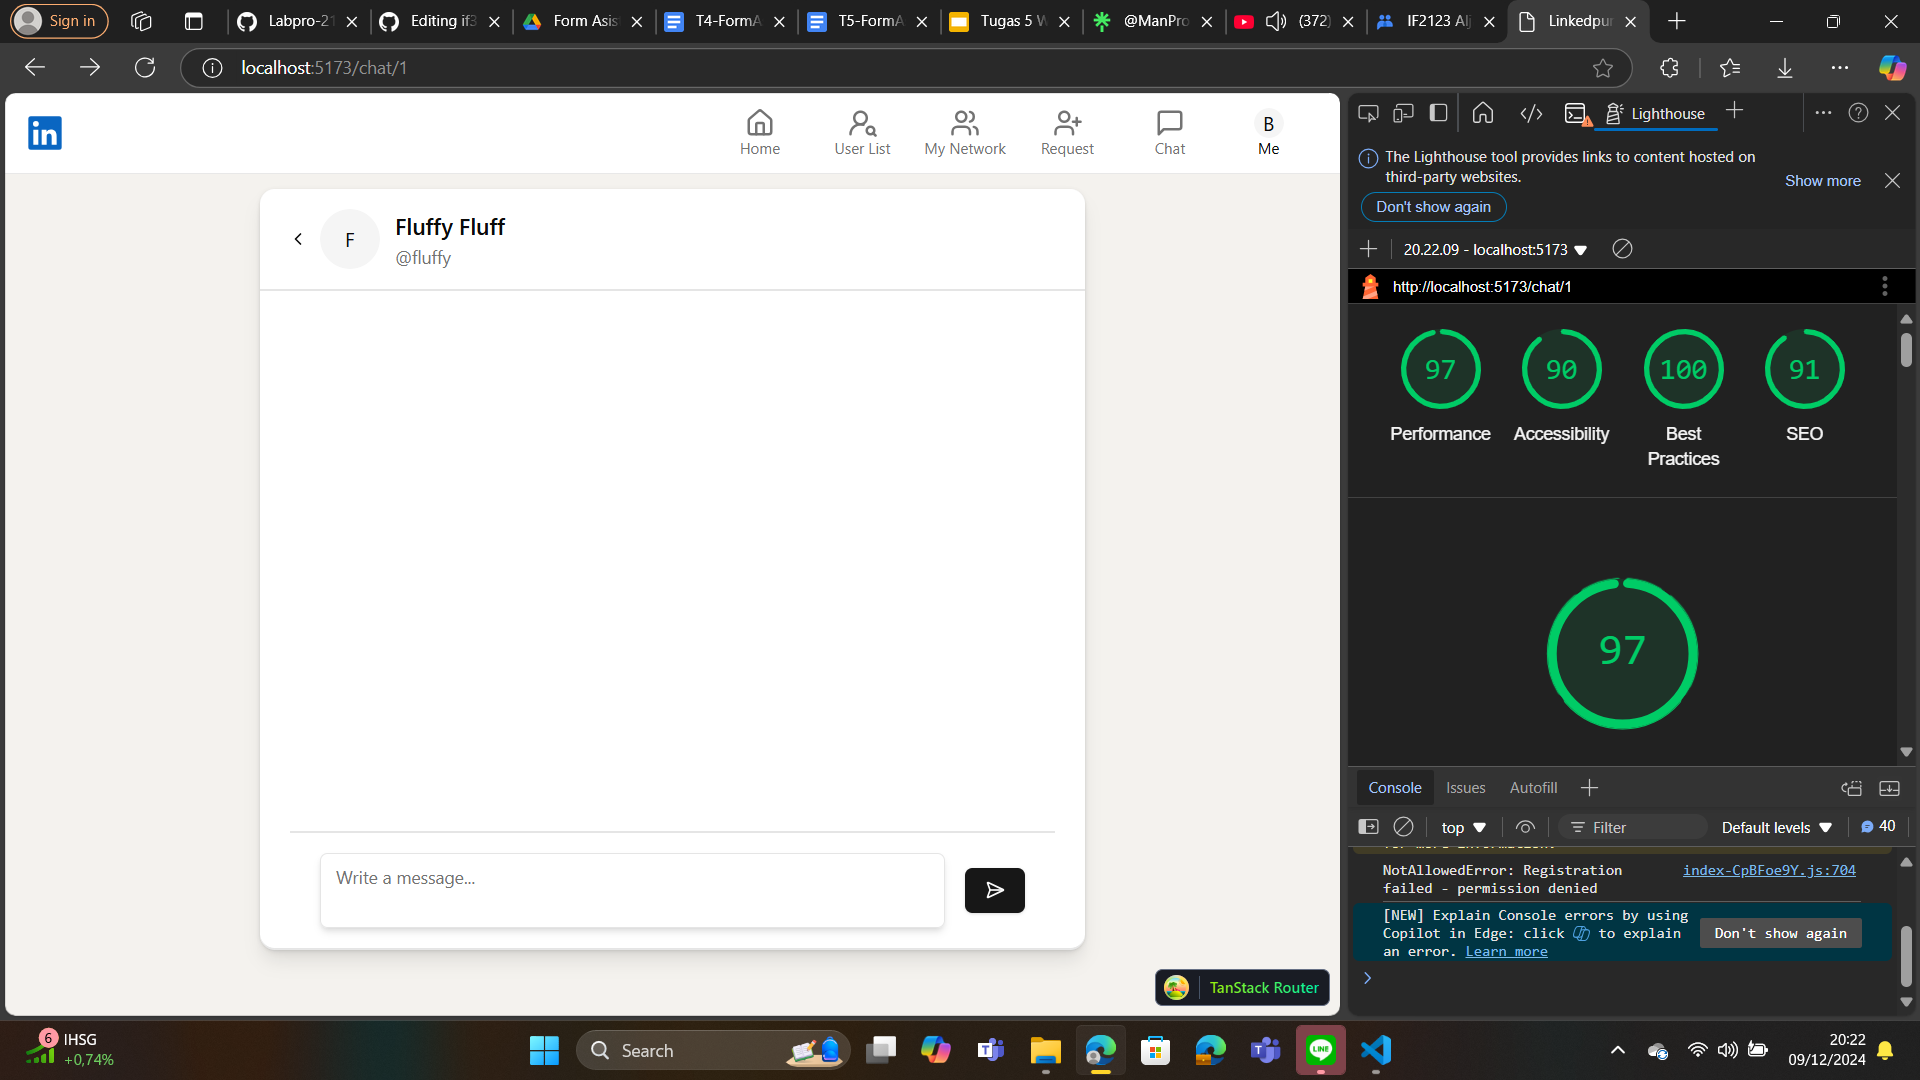 Sign in
Labpro-21
Editing if3
Form Asis
T4-FormA
T5-FormA
Tugas 5 W
@ManPro
(372)
IF2123 Alj
Linkedpur
localhost:5173/chat/1
in
Home
User List
My Network
Request
Chat
B
Me
F
Fluffy Fluff
@fluffy
Write a message...
TanStack Router
Lighthouse
The Lighthouse tool provides links to content hosted on
third-party websites.
Show more
Don't show again
20.22.09 - localhost:5173
http://localhost:5173/chat/1
97
90
100
91
Performance
Accessibility
Best
Practices
SEO
97
Console
Issues
Autofill
top
Filter
Default levels
40
for more information.
NotAllowedError: Registration
failed - permission denied
index-CpBFoe9Y.js:704
[NEW] Explain Console errors by using
Copilot in Edge: click to explain
an error. Learn more
Don't show again
6
IHSG
+0,74%
Search
LINE
20:22
09/12/2024